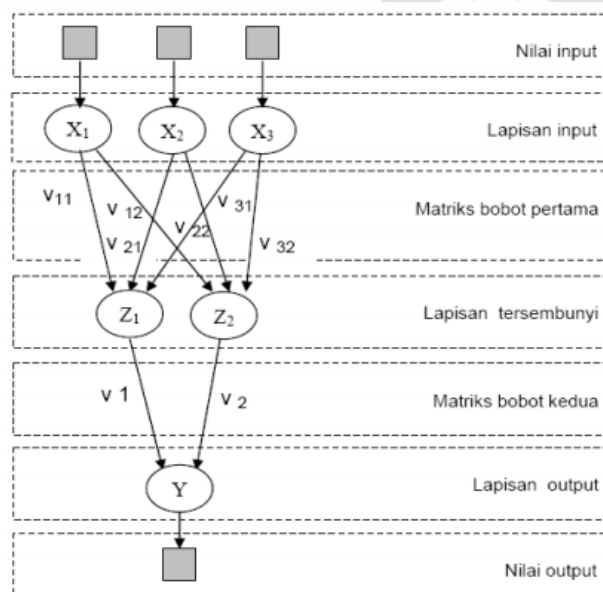 Nilai input
X1 X2 X3
Lapisan input
v11 v 12 v 21 v 22 v 31 v 32
Matriks bobot pertama
Z1 Z2
Lapisan tersembunyi
v 1 v 2
Matriks bobot kedua
Y
Lapisan output
Nilai output